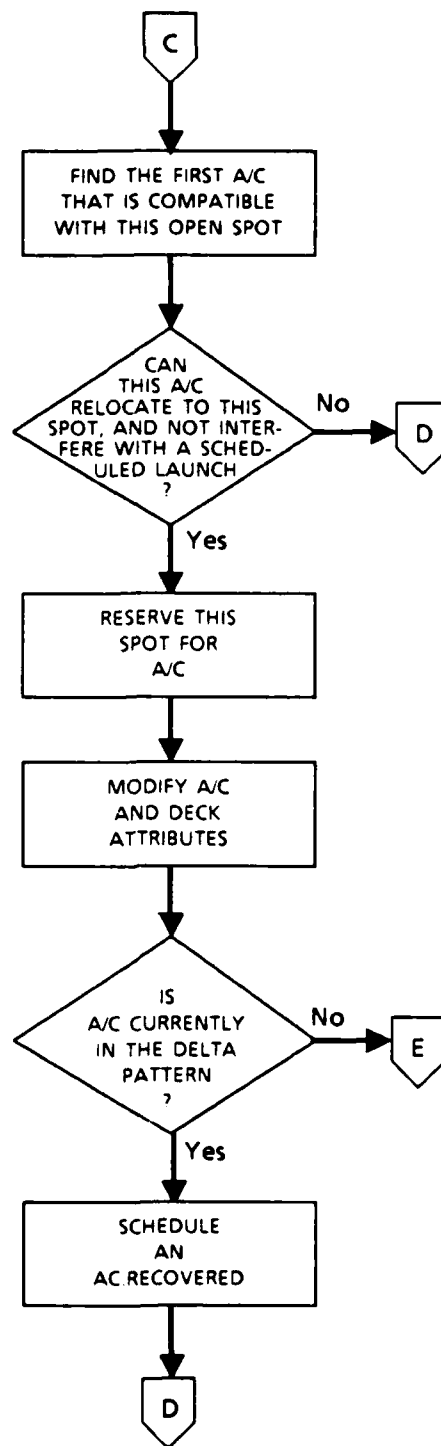 C
FIND THE FIRST A/C
THAT IS COMPATIBLE
WITH THIS OPEN SPOT
CAN
THIS A/C
RELOCATE TO THIS
SPOT, AND NOT INTER-
FERE WITH A SCHED-
ULED LAUNCH
?
No
D
Yes
RESERVE THIS
SPOT FOR
A/C
MODIFY A/C
AND DECK
ATTRIBUTES
IS
A/C CURRENTLY
IN THE DELTA
PATTERN
?
No
E
Yes
SCHEDULE
AN
AC.RECOVERED
D